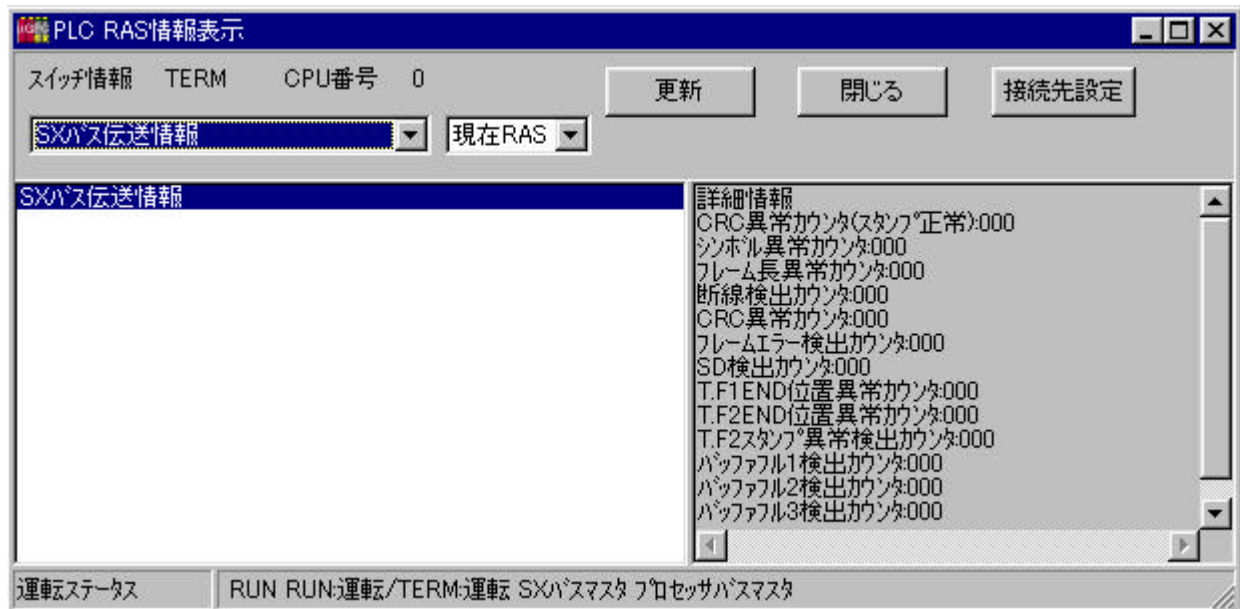 PLC RAS情報表示
ｽｲｯﾁ情報 TERM CPU番号 0
更新 閉じる 接続先設定
SXﾊﾞｽ伝送情報 現在RAS
SXﾊﾞｽ伝送情報
詳細情報
CRC異常ｶｳﾝﾀ(ｽﾀﾝﾌﾟ正常):000
ｼﾝﾎﾞﾙ異常ｶｳﾝﾀ:000
ﾌﾚｰﾑ長異常ｶｳﾝﾀ:000
断線検出ｶｳﾝﾀ:000
CRC異常ｶｳﾝﾀ:000
ﾌﾚｰﾑｴﾗｰ検出ｶｳﾝﾀ:000
SD検出ｶｳﾝﾀ:000
T.F1END位置異常ｶｳﾝﾀ:000
T.F2END位置異常ｶｳﾝﾀ:000
T.F2ｽﾀﾝﾌﾟ異常検出ｶｳﾝﾀ:000
ﾊﾞｯﾌｧﾌﾙ1検出ｶｳﾝﾀ:000
ﾊﾞｯﾌｧﾌﾙ2検出ｶｳﾝﾀ:000
ﾊﾞｯﾌｧﾌﾙ3検出ｶｳﾝﾀ:000
運転ｽﾃｰﾀｽ RUN RUN:運転/TERM:運転 SXﾊﾞｽﾏｽﾀ ﾌﾟﾛｾｯｻﾊﾞｽﾏｽﾀ